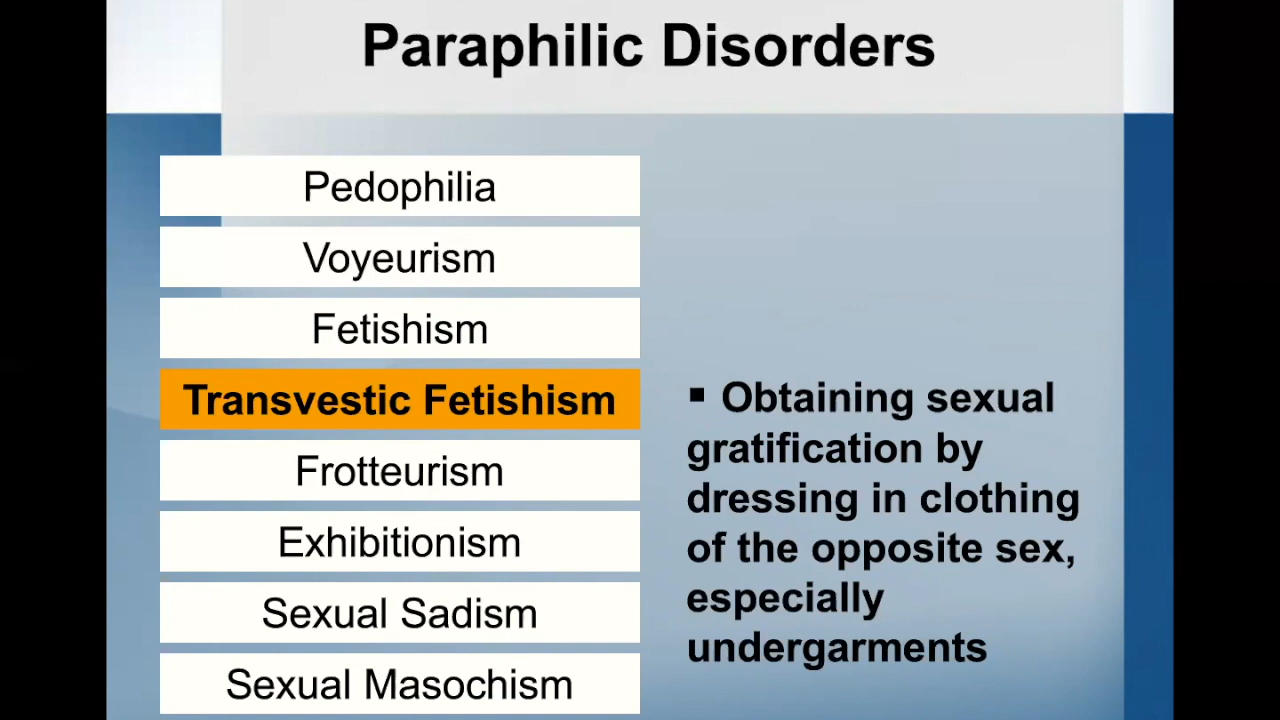 Paraphilic Disorders
Pedophilia
Voyeurism
Fetishism
Transvestic Fetishism
Frotteurism
Exhibitionism
Sexual Sadism
Sexual Masochism
▪ Obtaining sexual
gratification by
dressing in clothing
of the opposite sex,
especially
undergarments